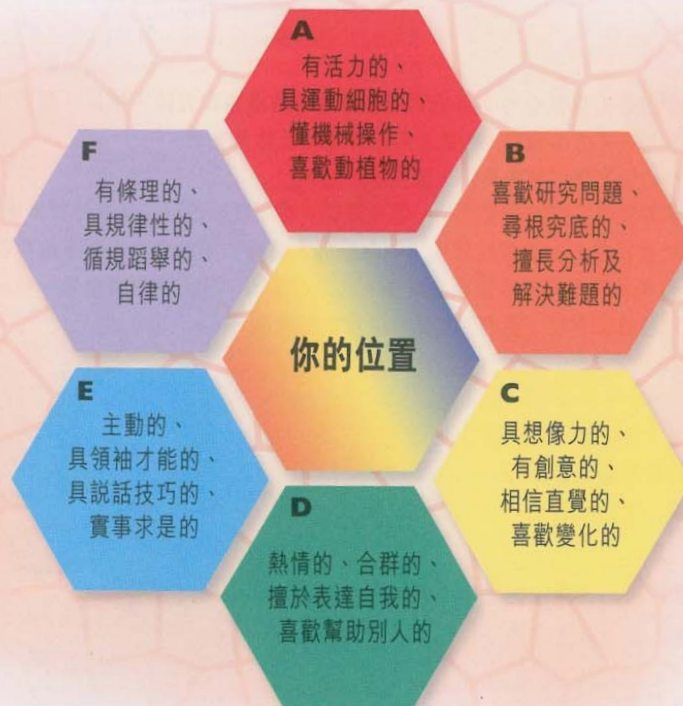 A
有活力的、
具運動細胞的、
懂機械操作、
喜歡動植物的
B
喜歡研究問題、
尋根究底的、
擅長分析及
解決難題的
C
具想像力的、
有創意的、
相信直覺的、
喜歡變化的
D
熱情的、合群的、
擅於表達自我的、
喜歡幫助別人的
E
主動的、
具領袖才能的、
具説話技巧的、
實事求是的
F
有條理的、
具規律性的、
循規蹈舉的、
自律的
你的位置